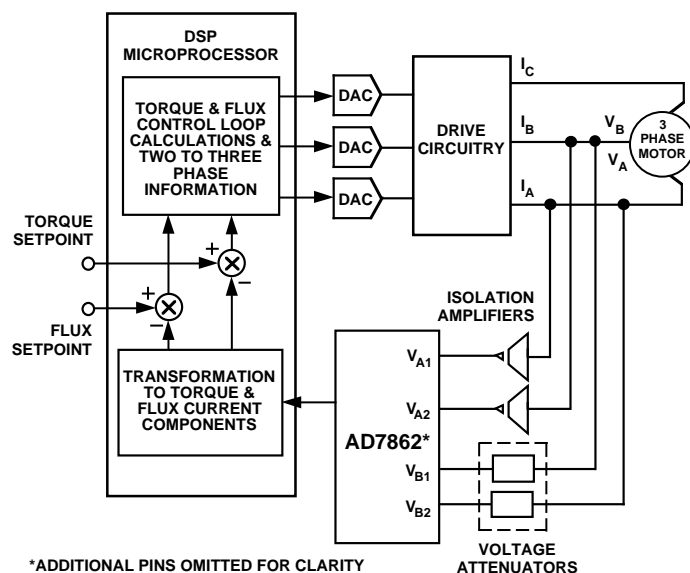 DSP
MICROPROCESSOR
TORQUE & FLUX
CONTROL LOOP
CALCULATIONS &
TWO TO THREE
PHASE
INFORMATION
DAC
DAC
DAC
DRIVE
CIRCUITRY
I_C
I_B
I_A
V_B
V_A
3
PHASE
MOTOR
TORQUE
SETPOINT
+
–
+
–
FLUX
SETPOINT
TRANSFORMATION
TO TORQUE &
FLUX CURRENT
COMPONENTS
ISOLATION
AMPLIFIERS
V_A1
V_A2
AD7862*
V_B1
V_B2
VOLTAGE
ATTENUATORS
*ADDITIONAL PINS OMITTED FOR CLARITY